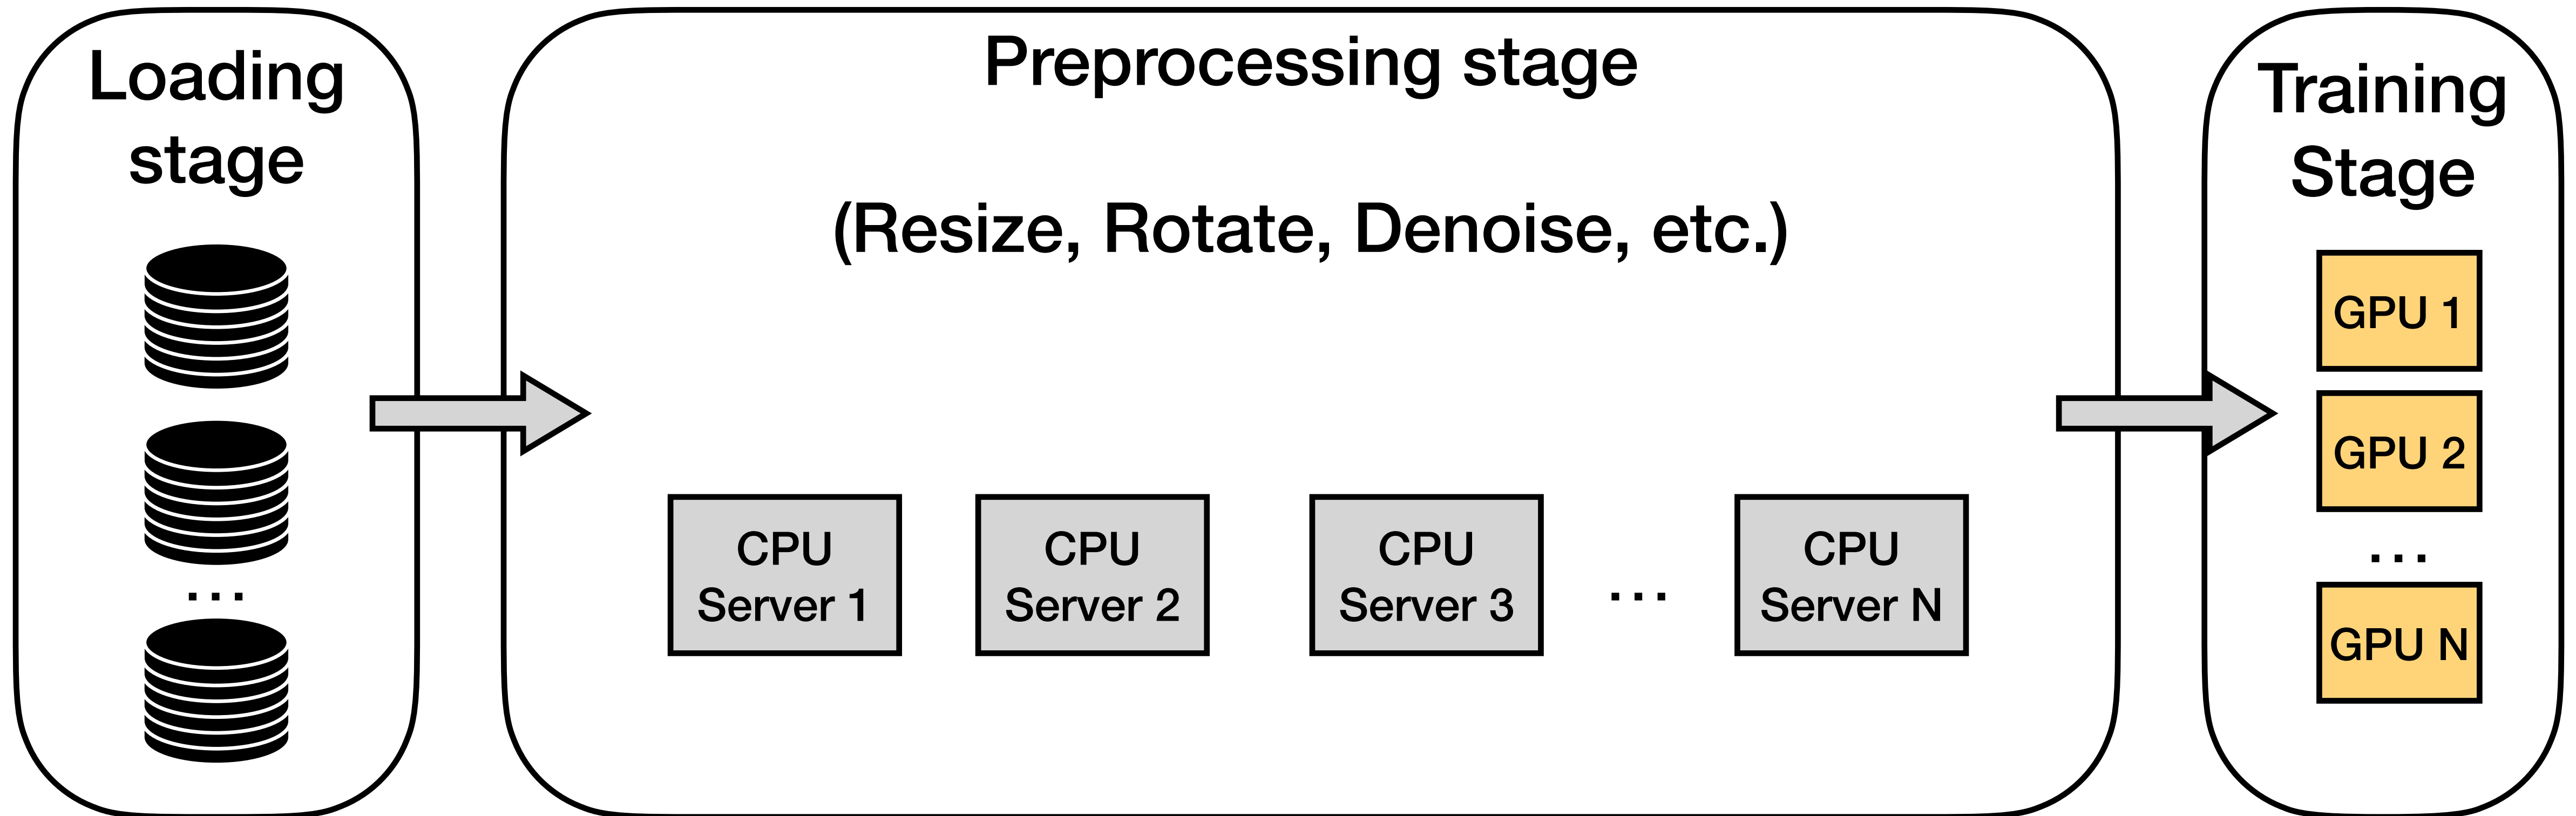 Loading
stage
...
Preprocessing stage
(Resize, Rotate, Denoise, etc.)
CPU
Server 1
CPU
Server 2
CPU
Server 3
...
CPU
Server N
Training
Stage
GPU 1
GPU 2
...
GPU N